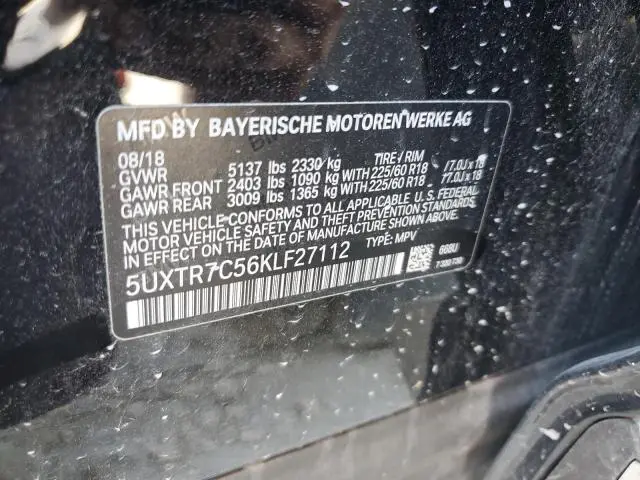 MFD BY BAYERISCHE MOTOREN WERKE AG
08/18 TIRE / RIM
GVWR 5137 lbs 2330 kg
GAWR FRONT 2403 lbs 1090 kg WITH 225/60 R18 17.0J x 18
GAWR REAR 3009 lbs 1365 kg WITH 225/60 R18 17.0J x 18
THIS VEHICLE CONFORMS TO ALL APPLICABLE U.S. FEDERAL
MOTOR VEHICLE SAFETY AND THEFT PREVENTION STANDARDS
IN EFFECT ON THE DATE OF MANUFACTURE SHOWN ABOVE.
5UXTR7C56KLF27112 TYPE: MPV 668U